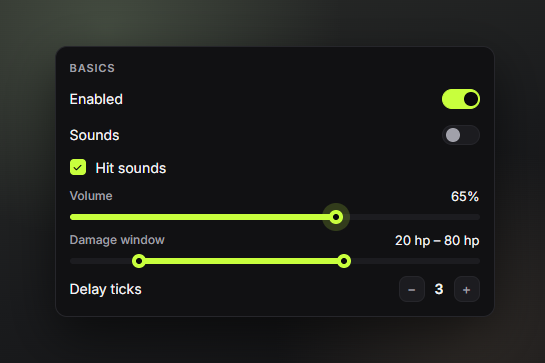 BASICS
Enabled
Sounds
Hit sounds
Volume 65%
Damage window 20 hp – 80 hp
Delay ticks − 3 +